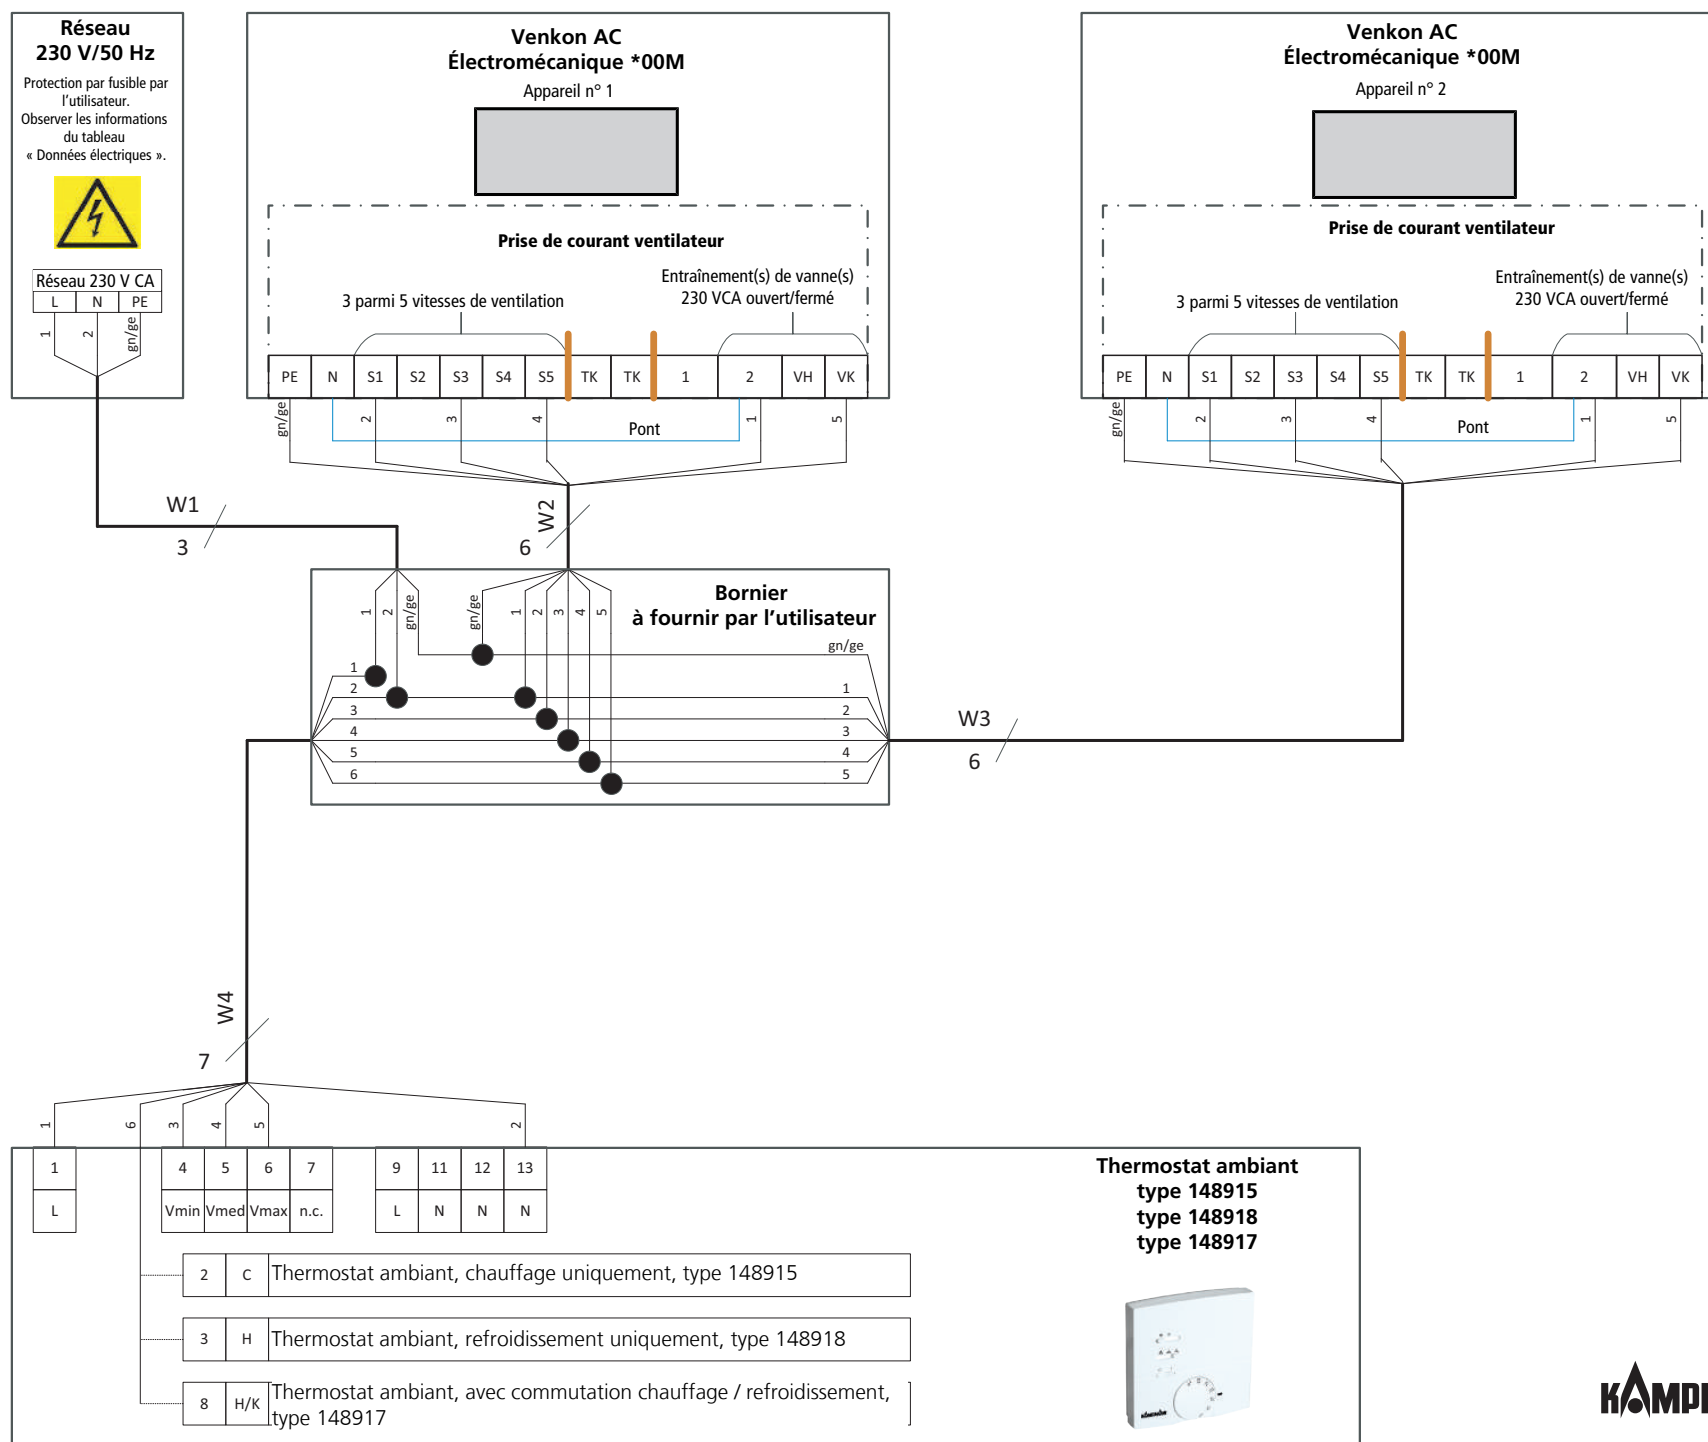 Réseau
230 V/50 Hz
Protection par fusible par
l’utilisateur.
Observer les informations
du tableau
« Données électriques ».
Réseau 230 V CA
L N PE
1 2 gn/ge
Venkon AC
Électromécanique *00M
Appareil n° 1
Prise de courant ventilateur
3 parmi 5 vitesses de ventilation
Entraînement(s) de vanne(s)
230 VCA ouvert/fermé
PE N S1 S2 S3 S4 S5 TK TK 1 2 VH VK
gn/ge 2 3 4 1 5
Pont
Venkon AC
Électromécanique *00M
Appareil n° 2
Prise de courant ventilateur
3 parmi 5 vitesses de ventilation
Entraînement(s) de vanne(s)
230 VCA ouvert/fermé
PE N S1 S2 S3 S4 S5 TK TK 1 2 VH VK
gn/ge 2 3 4 1 5
Pont
W1
3
W2
6
Bornier
à fournir par l’utilisateur
1 2 gn/ge gn/ge 1 2 3 4 5
gn/ge
1
2 1
3 2
4 3
5 4
6 5
W3
6
W4
7
1 6 3 4 5 2
1 4 5 6 7 9 11 12 13
L Vmin Vmed Vmax n.c. L N N N
2 C Thermostat ambiant, chauffage uniquement, type 148915
3 H Thermostat ambiant, refroidissement uniquement, type 148918
8 H/K Thermostat ambiant, avec commutation chauffage / refroidissement,
type 148917
Thermostat ambiant
type 148915
type 148918
type 148917